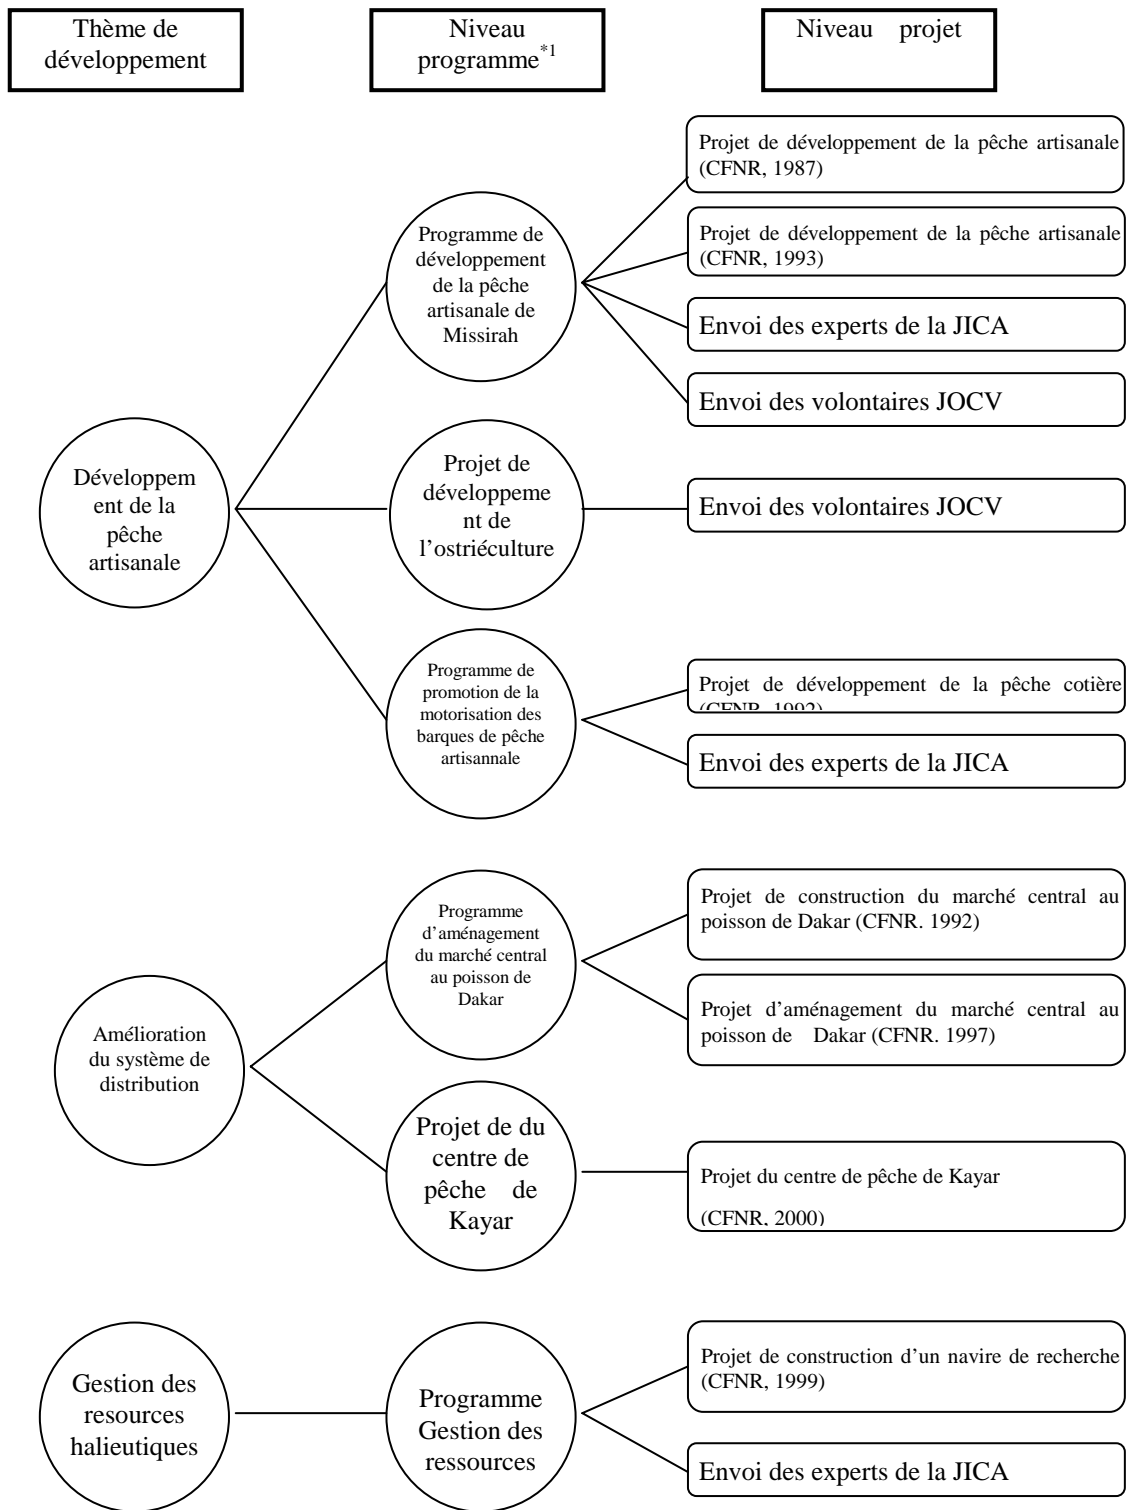 Thème de
développement
Niveau
programme*1
Niveau projet
Projet de développement de la pêche artisanale
(CFNR, 1987)
Programme de
développement
de la pêche
artisanale de
Missirah
Projet de développement de la pêche artisanale
(CFNR, 1993)
Envoi des experts de la JICA
Envoi des volontaires JOCV
Développem
ent de la
pêche
artisanale
Projet de
développeme
nt de
l’ostriéculture
Envoi des volontaires JOCV
Programme de
promotion de la
motorisation des
barques de pêche
artisannale
Projet de développement de la pêche cotière
(CFNR, 1992)
Envoi des experts de la JICA
Amélioration
du système de
distribution
Programme
d’aménagement
du marché central
au poisson de
Dakar
Projet de construction du marché central au
poisson de Dakar (CFNR. 1992)
Projet d’aménagement du marché central au
poisson de Dakar (CFNR. 1997)
Projet de du
centre de
pêche de
Kayar
Projet du centre de pêche de Kayar
(CFNR, 2000)
Gestion des
resources
halieutiques
Programme
Gestion des
ressources
Projet de construction d’un navire de recherche
(CFNR, 1999)
Envoi des experts de la JICA